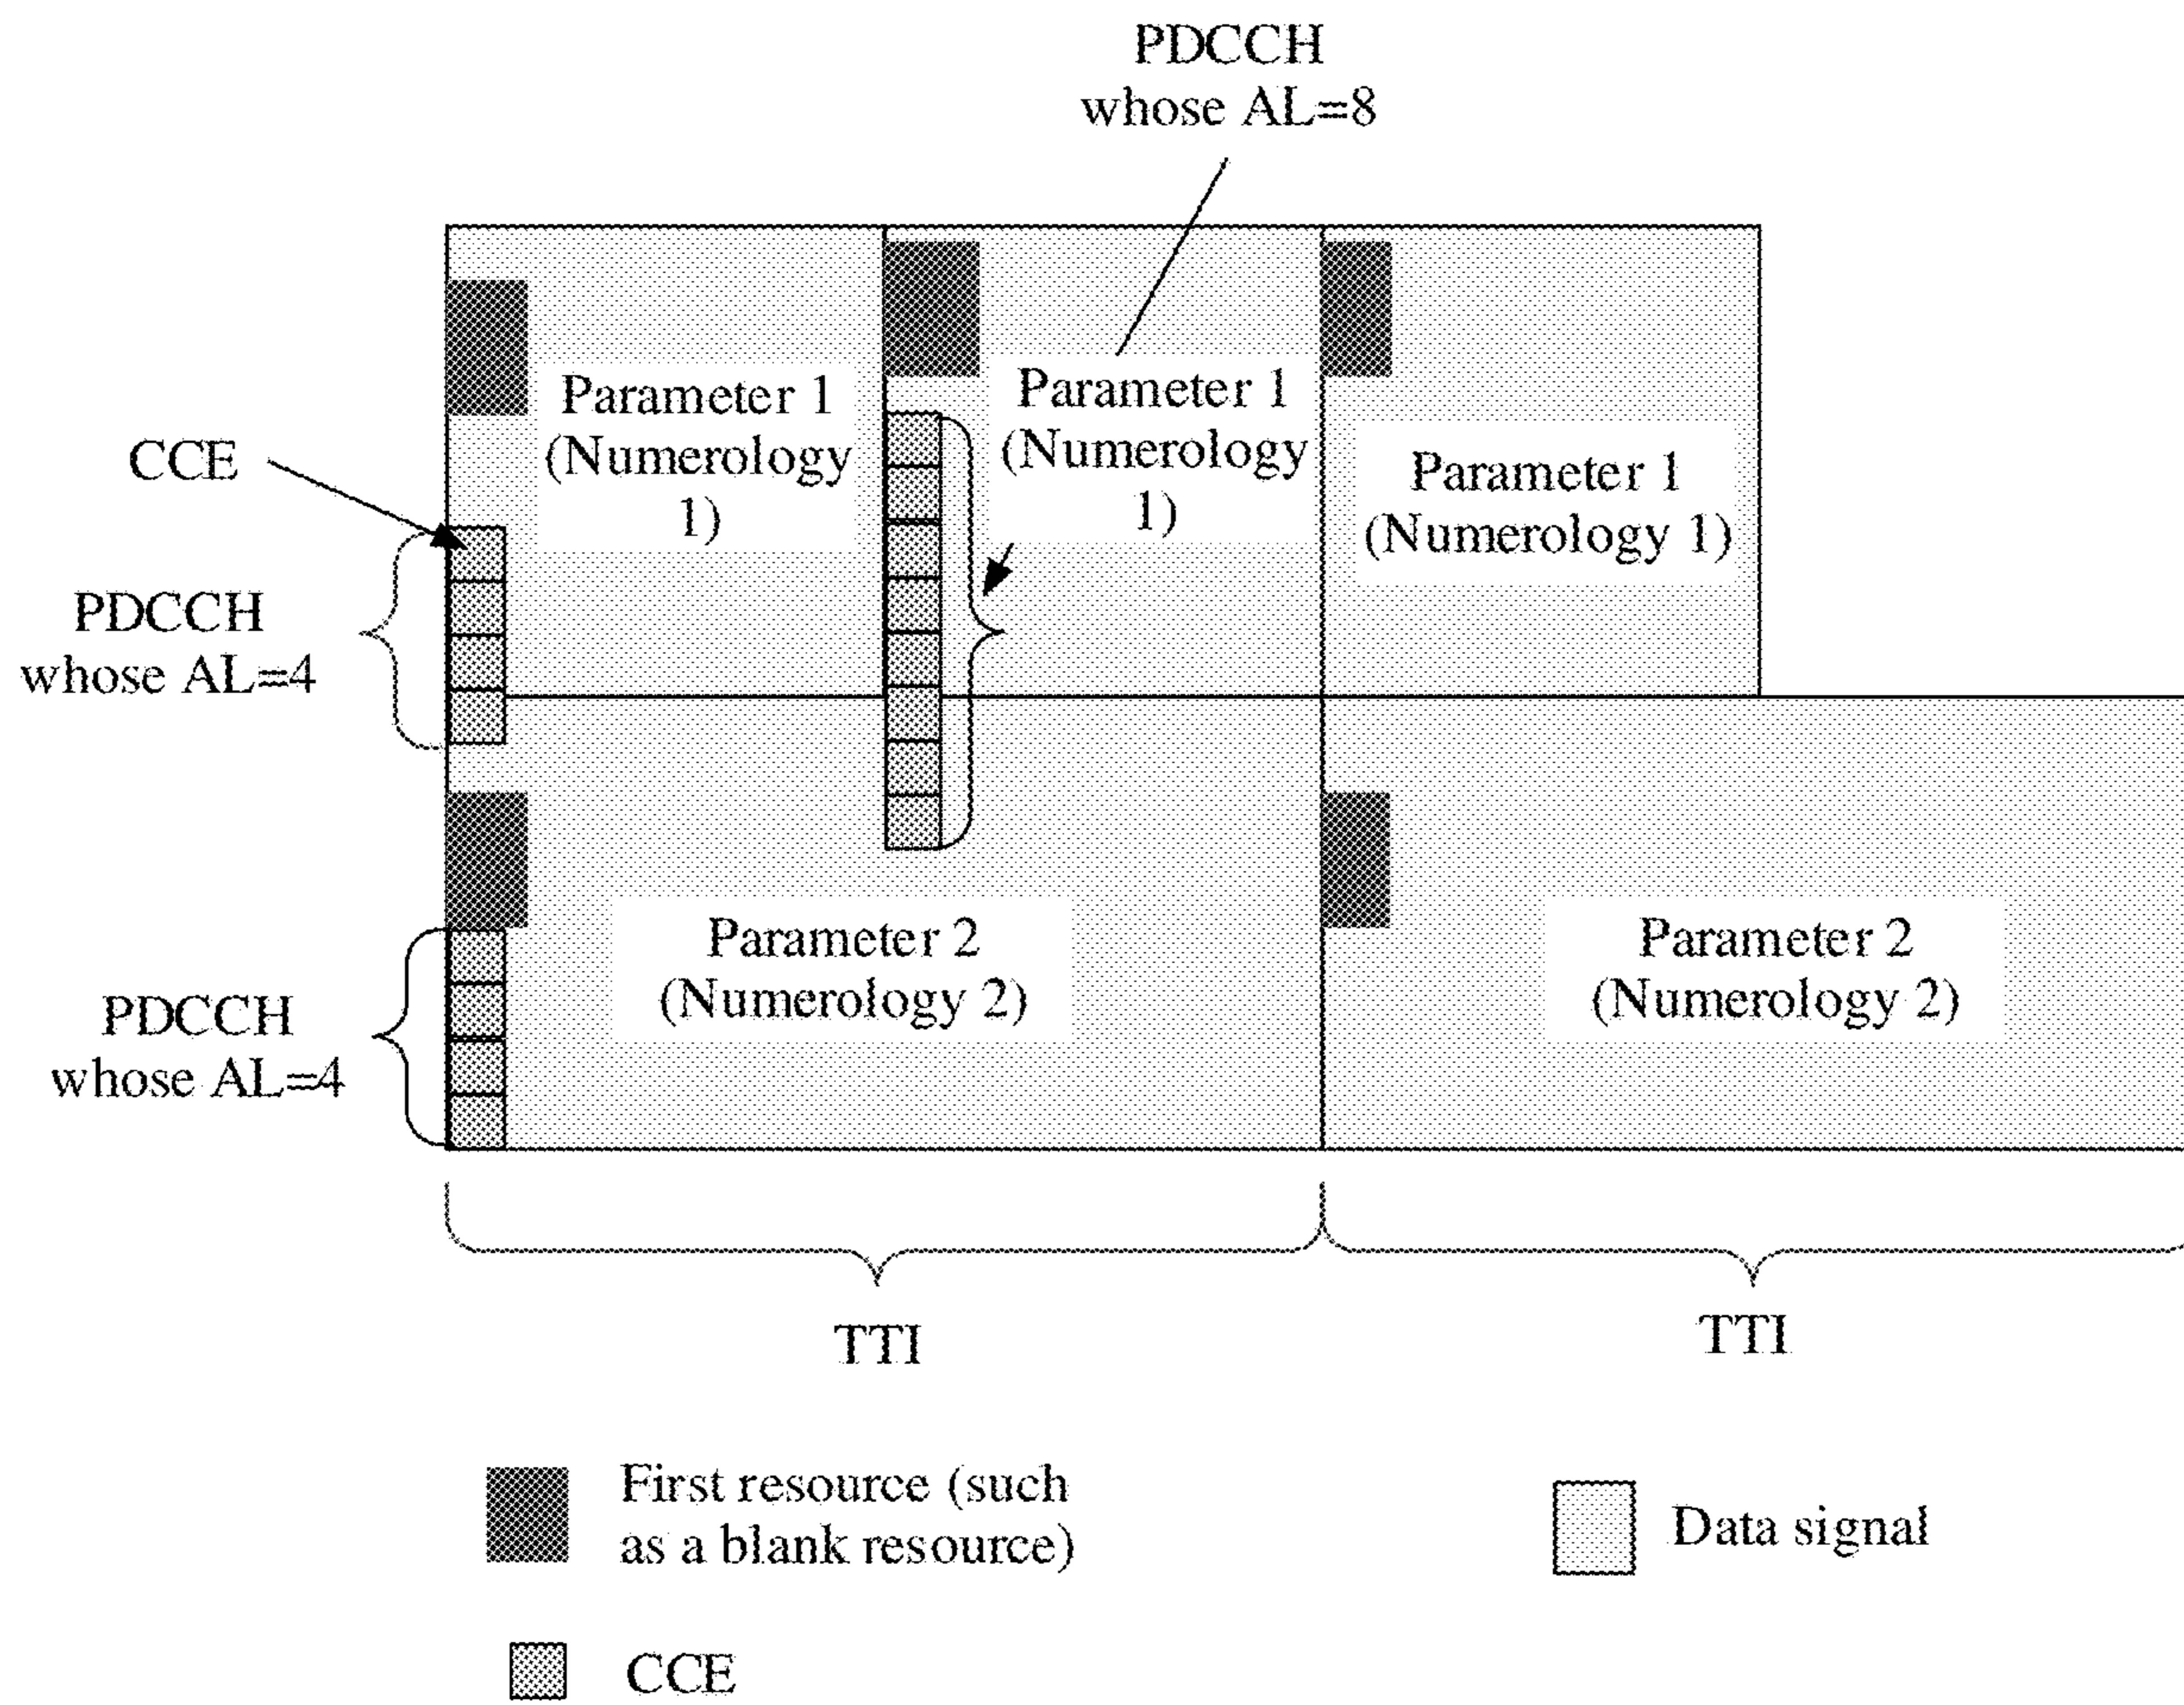 PDCCH
whose AL=8
Parameter 1
(Numerology
1)
Parameter 1
(Numerology
1)
Parameter 1
(Numerology 1)
CCE
PDCCH
whose AL=4
Parameter 2
(Numerology 2)
Parameter 2
(Numerology 2)
PDCCH
whose AL=4
TTI
TTI
First resource (such
as a blank resource)
Data signal
CCE